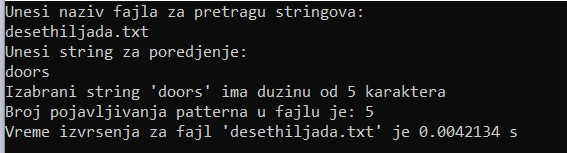 Unesi naziv fajla za pretragu stringova:
desethiljada.txt
Unesi string za poredjenje:
doors
Izabrani string 'doors' ima duzinu od 5 karaktera
Broj pojavljivanja patterna u fajlu je: 5
Vreme izvrsenja za fajl 'desethiljada.txt' je 0.0042134 s